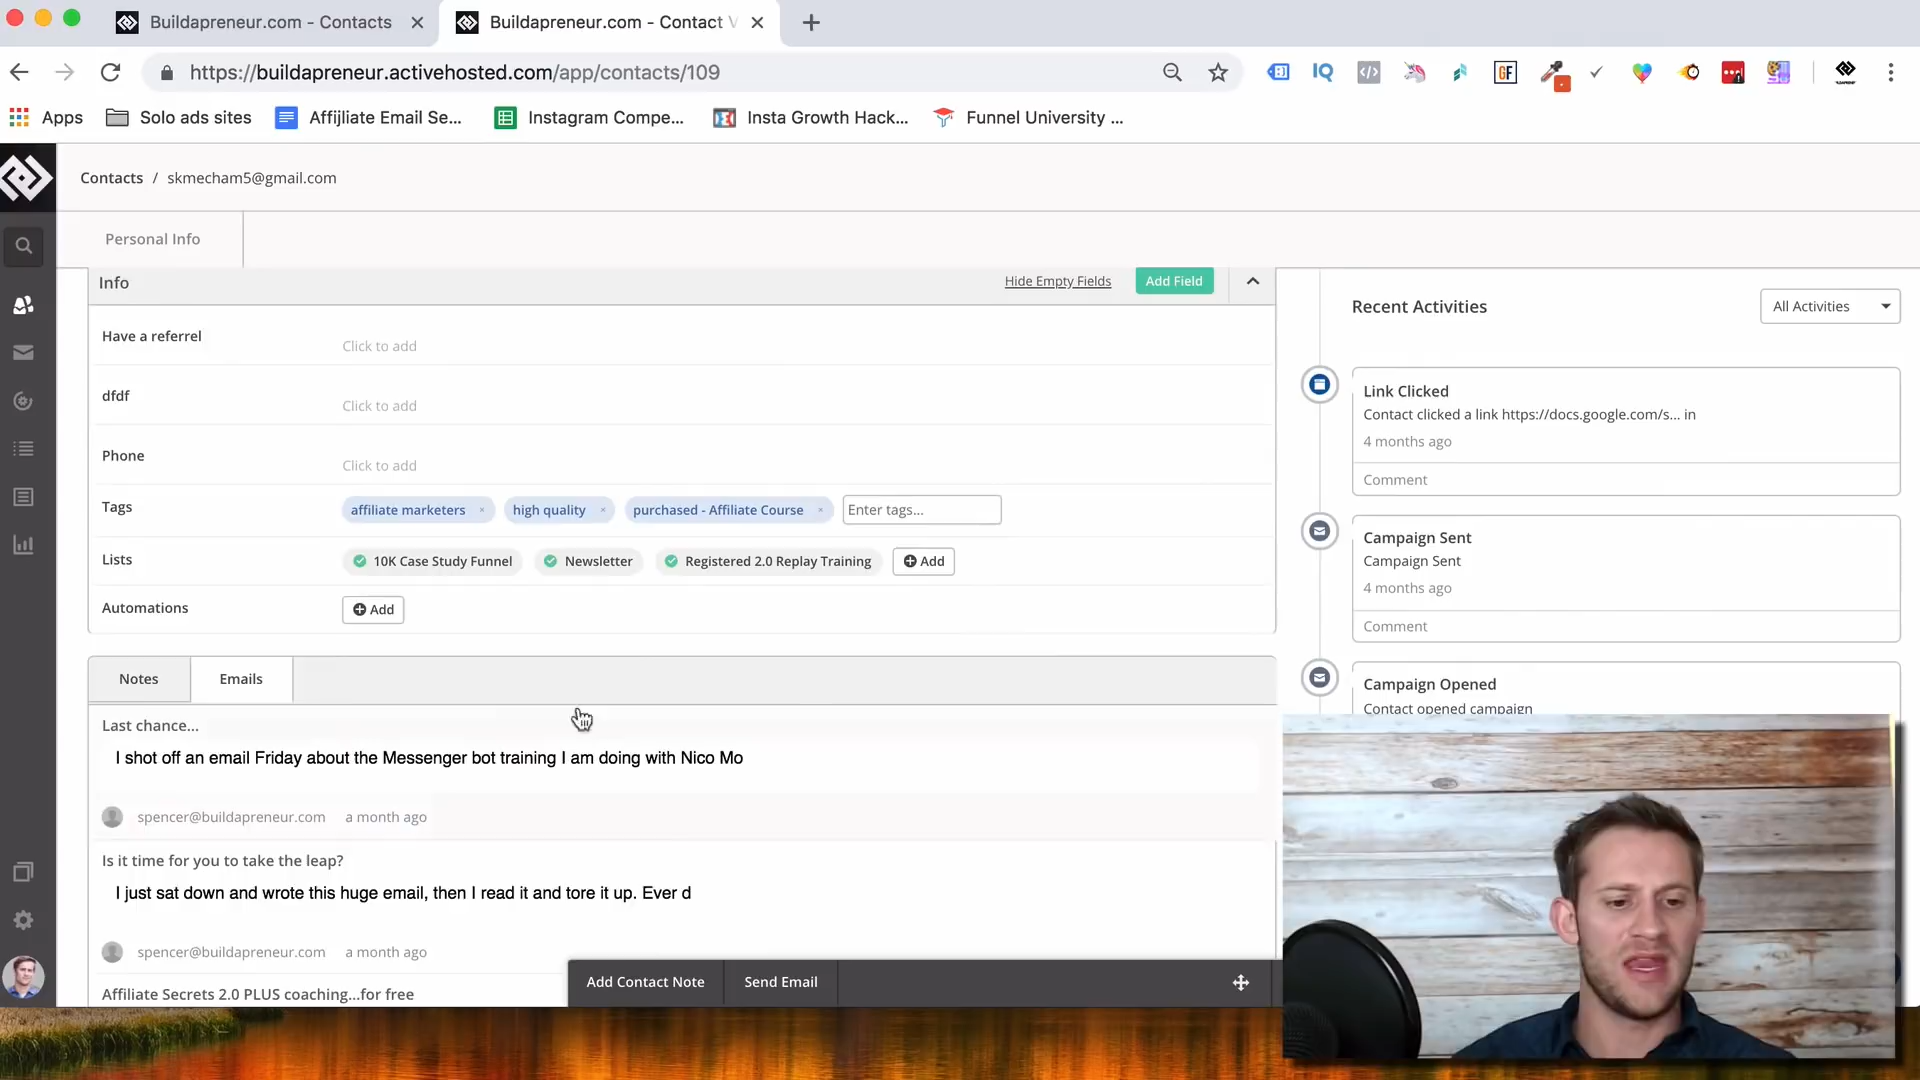 Buildapreneur.com - Contacts
Buildapreneur.com - Contact V
https://buildapreneur.activehosted.com/app/contacts/109
IQ
GF
Apps
Solo ads sites
Affijliate Email Se...
Instagram Compe...
Insta Growth Hack...
Funnel University ...
Contacts / skmecham5@gmail.com
Personal Info
Info
Hide Empty Fields
Add Field
Have a referrel
Click to add
dfdf
Click to add
Phone
Click to add
Tags
affiliate marketers
high quality
purchased - Affiliate Course
Enter tags...
Lists
10K Case Study Funnel
Newsletter
Registered 2.0 Replay Training
Add
Automations
Add
Notes
Emails
Last chance...
I shot off an email Friday about the Messenger bot training I am doing with Nico Mo
spencer@buildapreneur.com a month ago
Is it time for you to take the leap?
I just sat down and wrote this huge email, then I read it and tore it up. Ever d
spencer@buildapreneur.com a month ago
Affiliate Secrets 2.0 PLUS coaching...for free
Add Contact Note
Send Email
Recent Activities
All Activities
Link Clicked
Contact clicked a link https://docs.google.com/s... in
4 months ago
Comment
Campaign Sent
Campaign Sent
4 months ago
Comment
Campaign Opened
Contact opened campaign